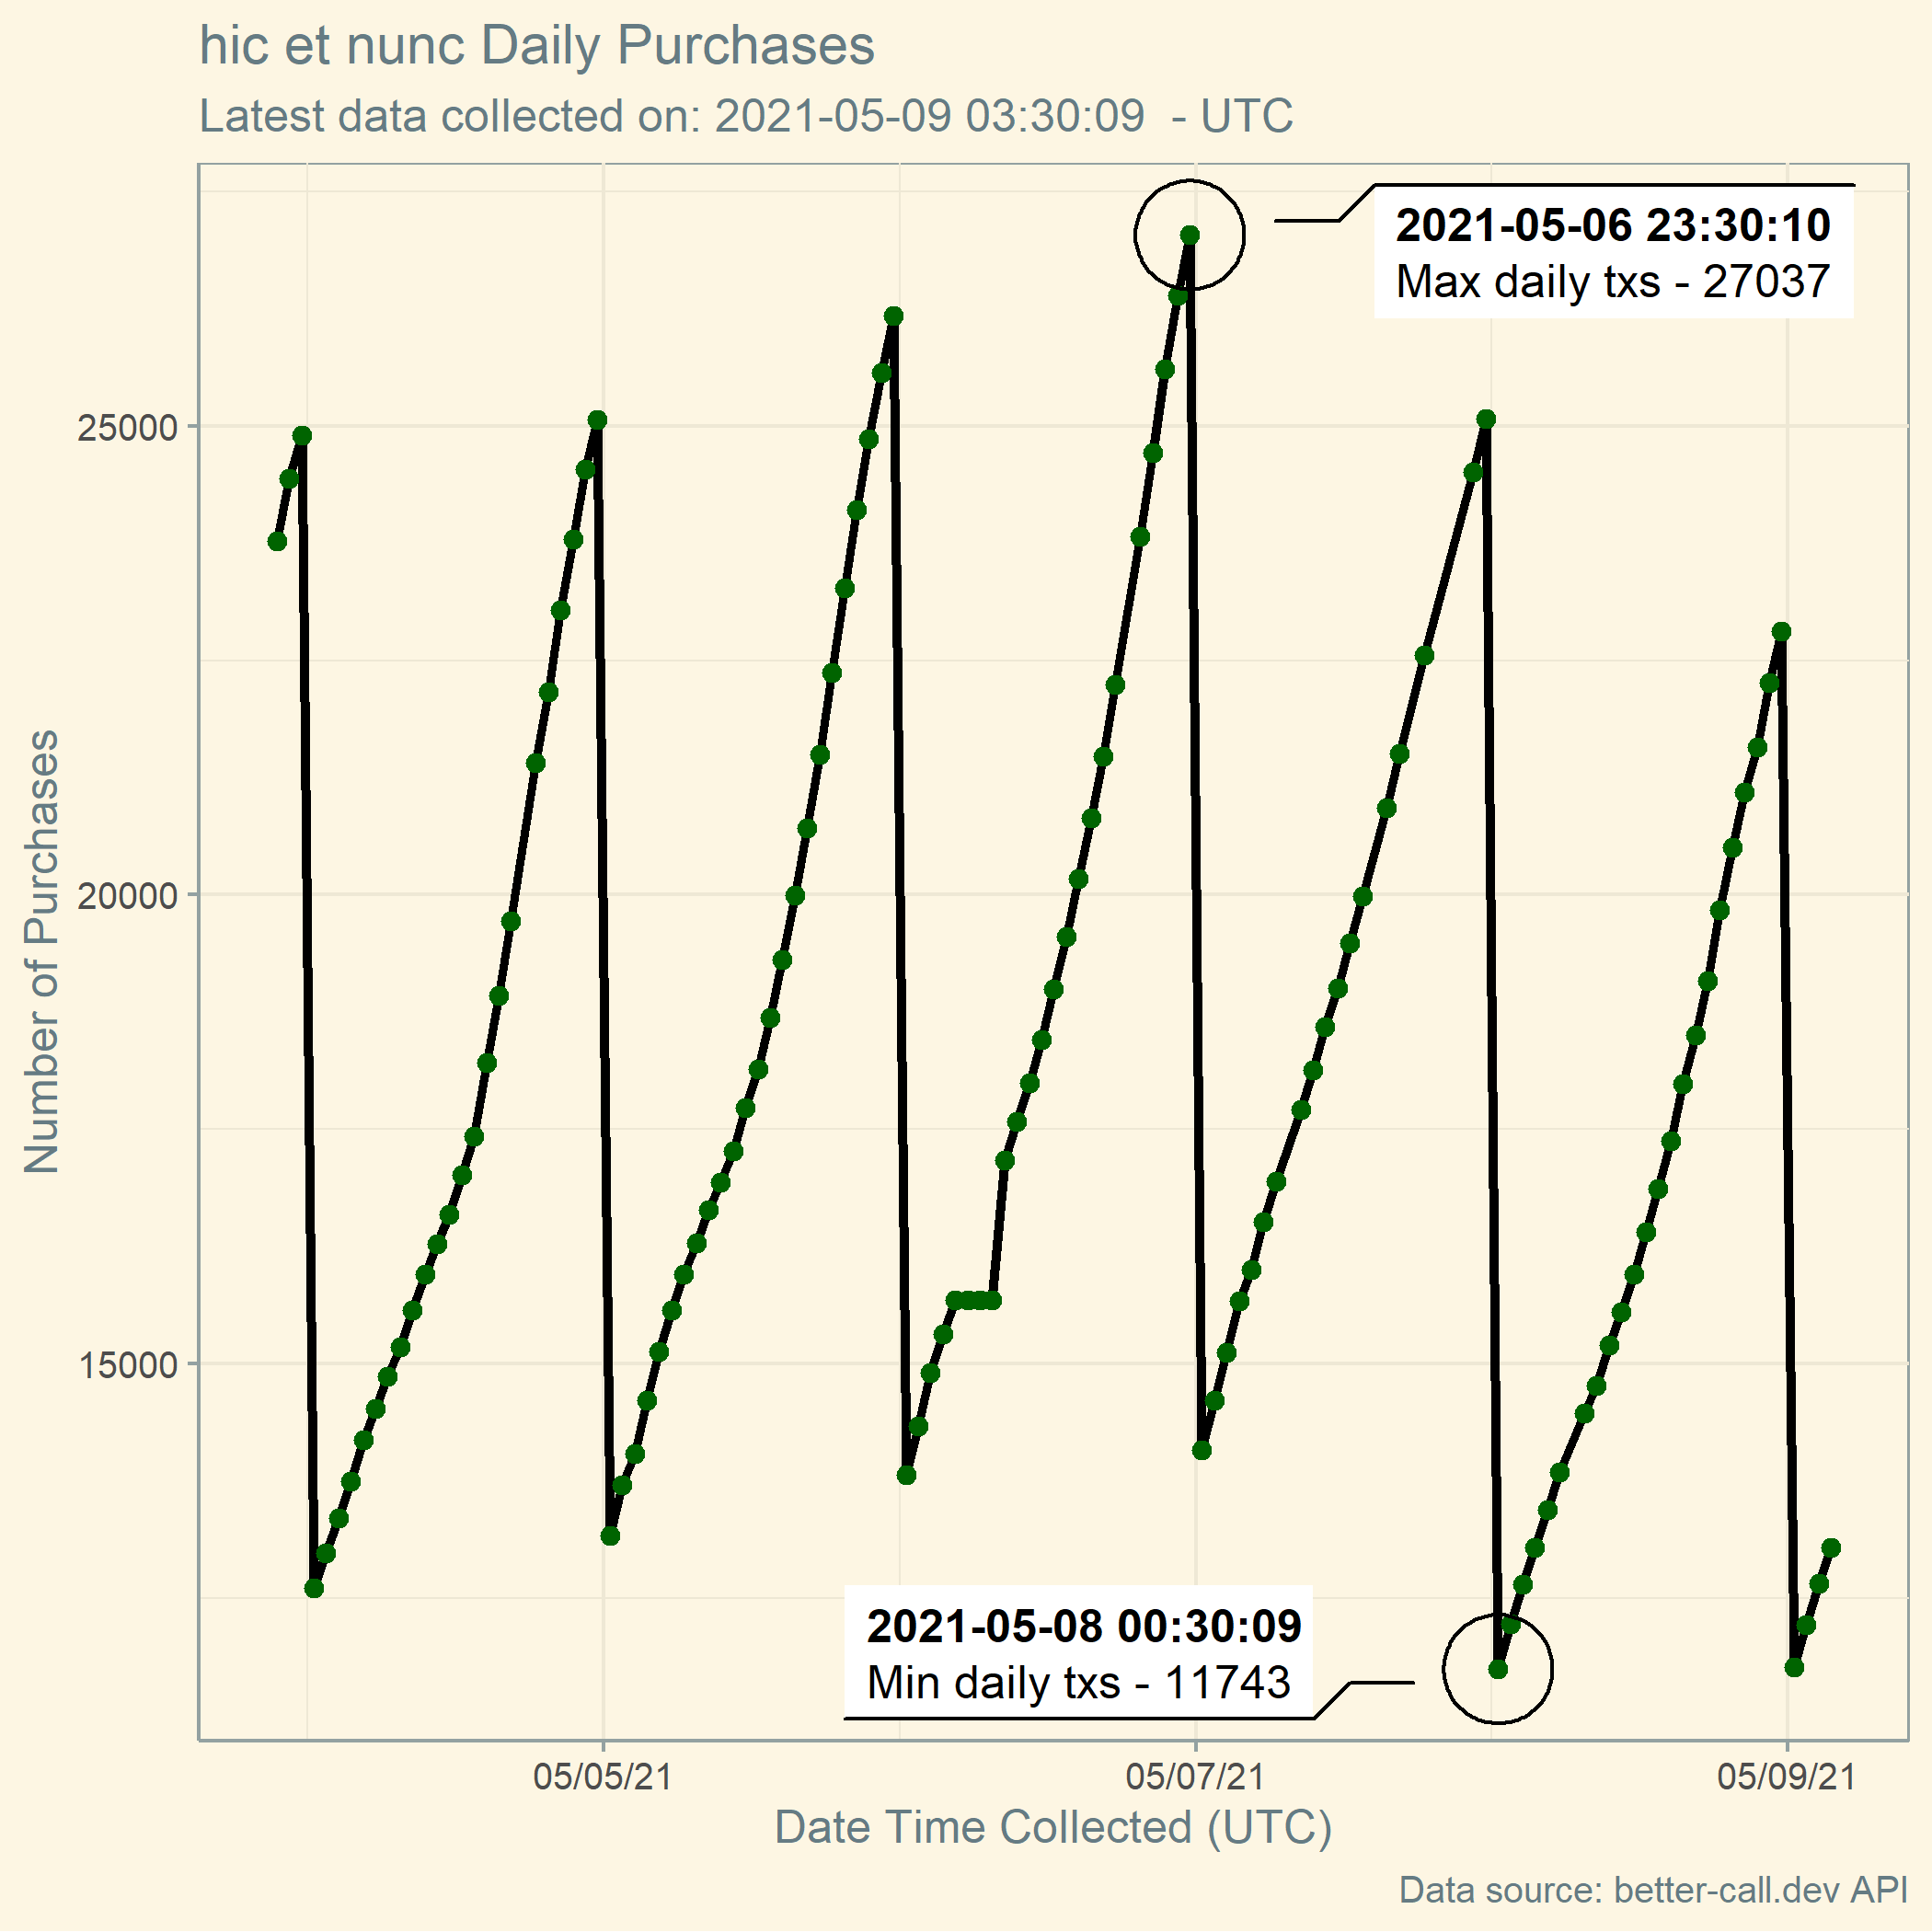 hic et nunc Daily Purchases
Latest data collected on: 2021-05-09 03:30:09  - UTC
2021-05-06 23:30:10
Max daily txs - 27037
25000
20000
15000
Number of Purchases
2021-05-08 00:30:09
Min daily txs - 11743
05/05/21
05/07/21
05/09/21
Date Time Collected (UTC)
Data source: better-call.dev API